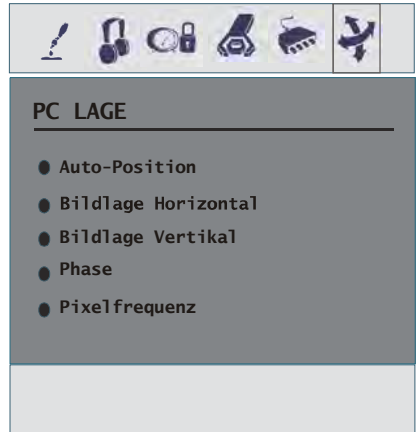 PC LAGE
Auto-Position
Bildlage Horizontal
Bildlage Vertikal
Phase
Pixelfrequenz